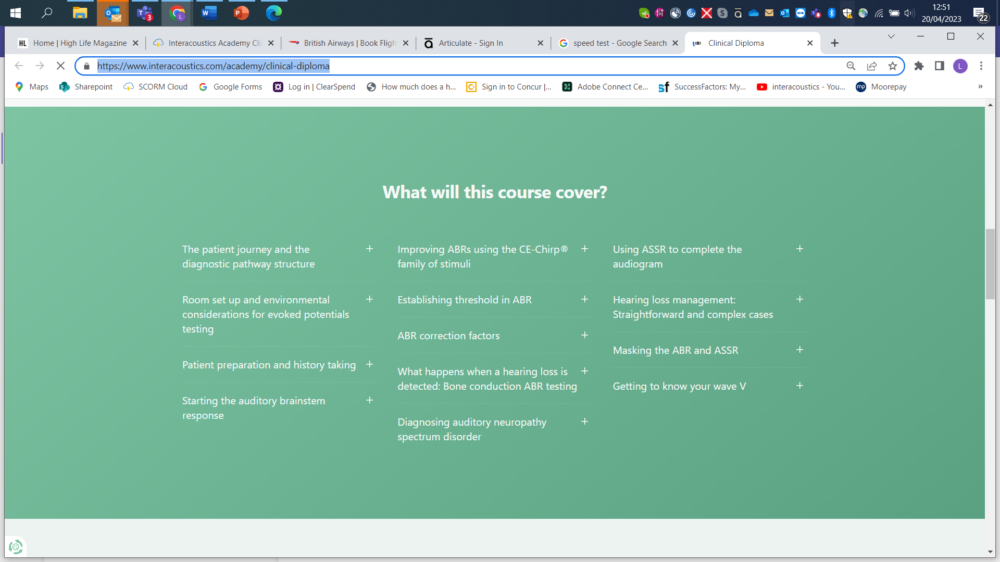 12:51
20/04/2023
3
22
HL Home | High Life Magazine
Interacoustics Academy Cli
British Airways | Book Fligh
Articulate - Sign In
speed test - Google Search
Clinical Diploma
https://www.interacoustics.com/academy/clinical-diploma
L
Maps
Sharepoint
SCORM Cloud
Google Forms
Log in | ClearSpend
How much does a h...
Sign in to Concur |...
Adobe Connect Ce...
SuccessFactors: My...
interacoustics - You...
mp Moorepay
»
What will this course cover?
The patient journey and the
diagnostic pathway structure
Room set up and environmental
considerations for evoked potentials
testing
Patient preparation and history taking
Starting the auditory brainstem
response
Improving ABRs using the CE-Chirp®
family of stimuli
Establishing threshold in ABR
ABR correction factors
What happens when a hearing loss is
detected: Bone conduction ABR testing
Diagnosing auditory neuropathy
spectrum disorder
Using ASSR to complete the
audiogram
Hearing loss management:
Straightforward and complex cases
Masking the ABR and ASSR
Getting to know your wave V